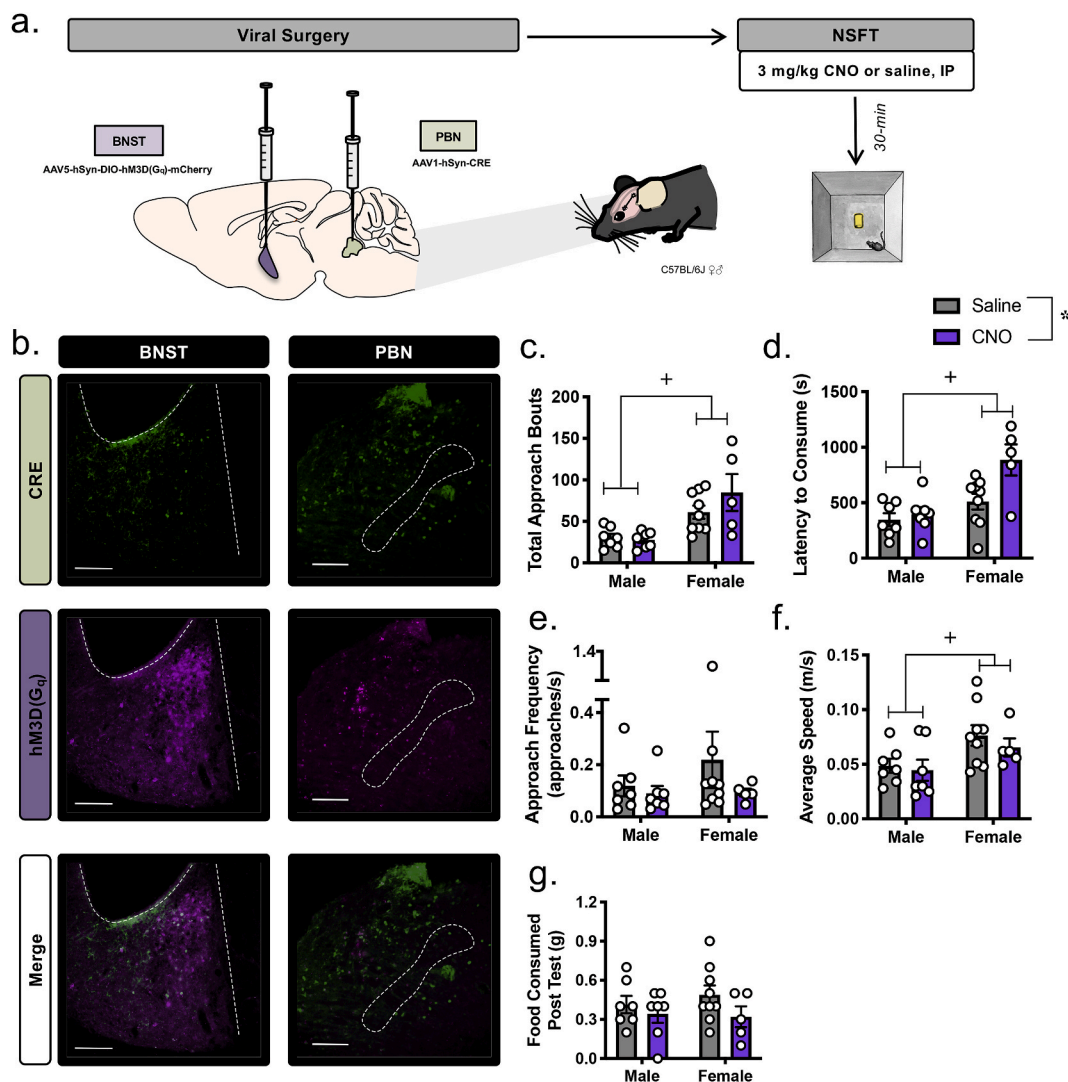 a.
Viral Surgery
NSFT
3 mg/kg CNO or saline, IP
BNST
AAV5-hSyn-DIO-hM3D(Gq)-mCherry
PBN
AAV1-hSyn-CRE
30-min
C57BL/6J ♀♂
Saline
CNO
*
b.
BNST
PBN
CRE
hM3D(Gq)
Merge
c.
+
Total Approach Bouts
200
150
100
50
0
Male
Female
d.
+
Latency to Consume (s)
1500
1000
500
0
Male
Female
e.
Approach Frequency
(approaches/s)
1.4
0.4
0.2
0.0
Male
Female
f.
+
Average Speed (m/s)
0.15
0.10
0.05
0.00
Male
Female
g.
Food Consumed
Post Test (g)
1.2
0.9
0.6
0.3
0.0
Male
Female